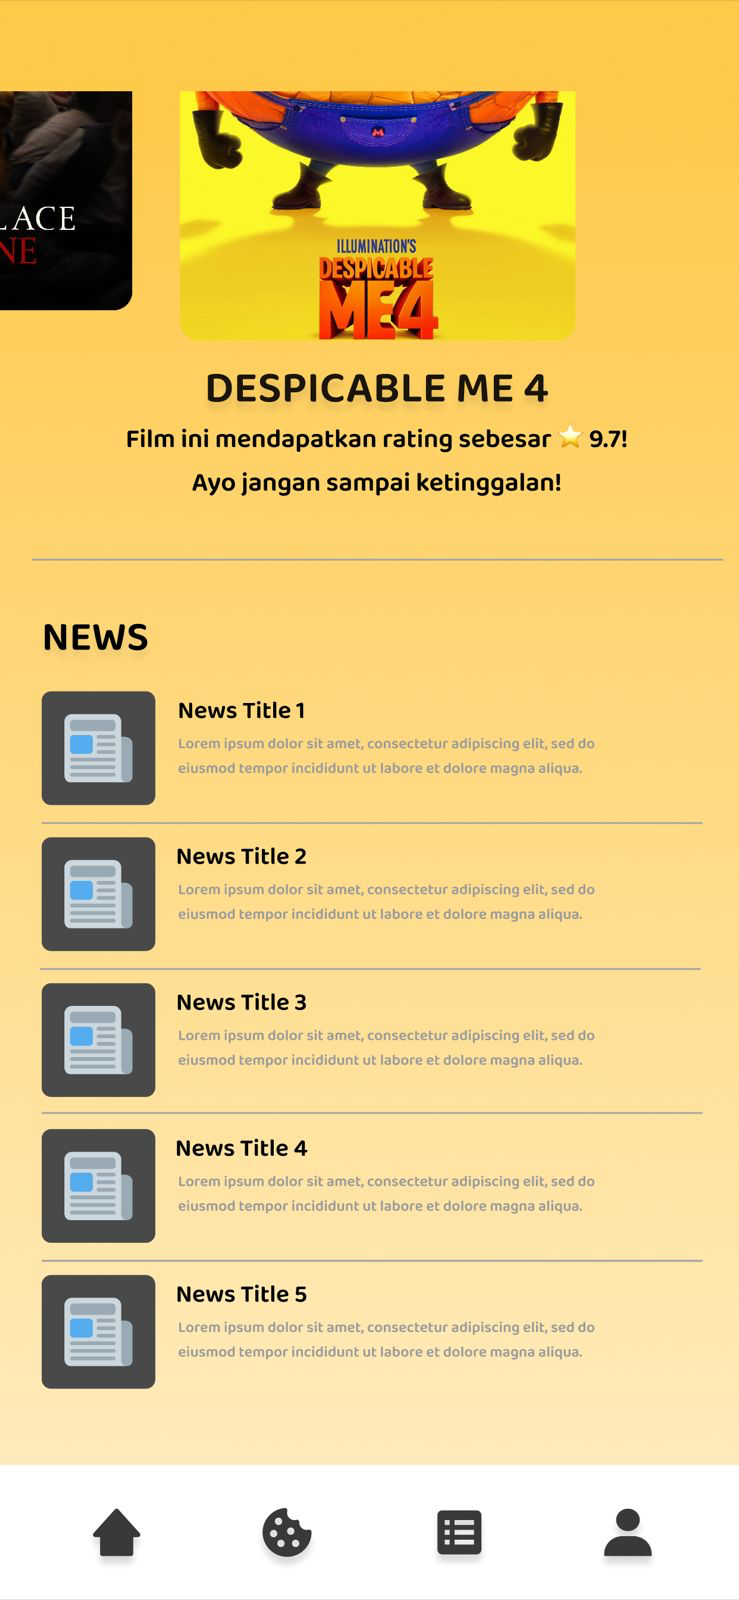 LACE
NE
M
ILLUMINATION'S
DESPICABLE
ME4
DESPICABLE ME 4
Film ini mendapatkan rating sebesar ⭐ 9.7!
Ayo jangan sampai ketinggalan!
NEWS
News Title 1
Lorem ipsum dolor sit amet, consectetur adipiscing elit, sed do
eiusmod tempor incididunt ut labore et dolore magna aliqua.
News Title 2
Lorem ipsum dolor sit amet, consectetur adipiscing elit, sed do
eiusmod tempor incididunt ut labore et dolore magna aliqua.
News Title 3
Lorem ipsum dolor sit amet, consectetur adipiscing elit, sed do
eiusmod tempor incididunt ut labore et dolore magna aliqua.
News Title 4
Lorem ipsum dolor sit amet, consectetur adipiscing elit, sed do
eiusmod tempor incididunt ut labore et dolore magna aliqua.
News Title 5
Lorem ipsum dolor sit amet, consectetur adipiscing elit, sed do
eiusmod tempor incididunt ut labore et dolore magna aliqua.